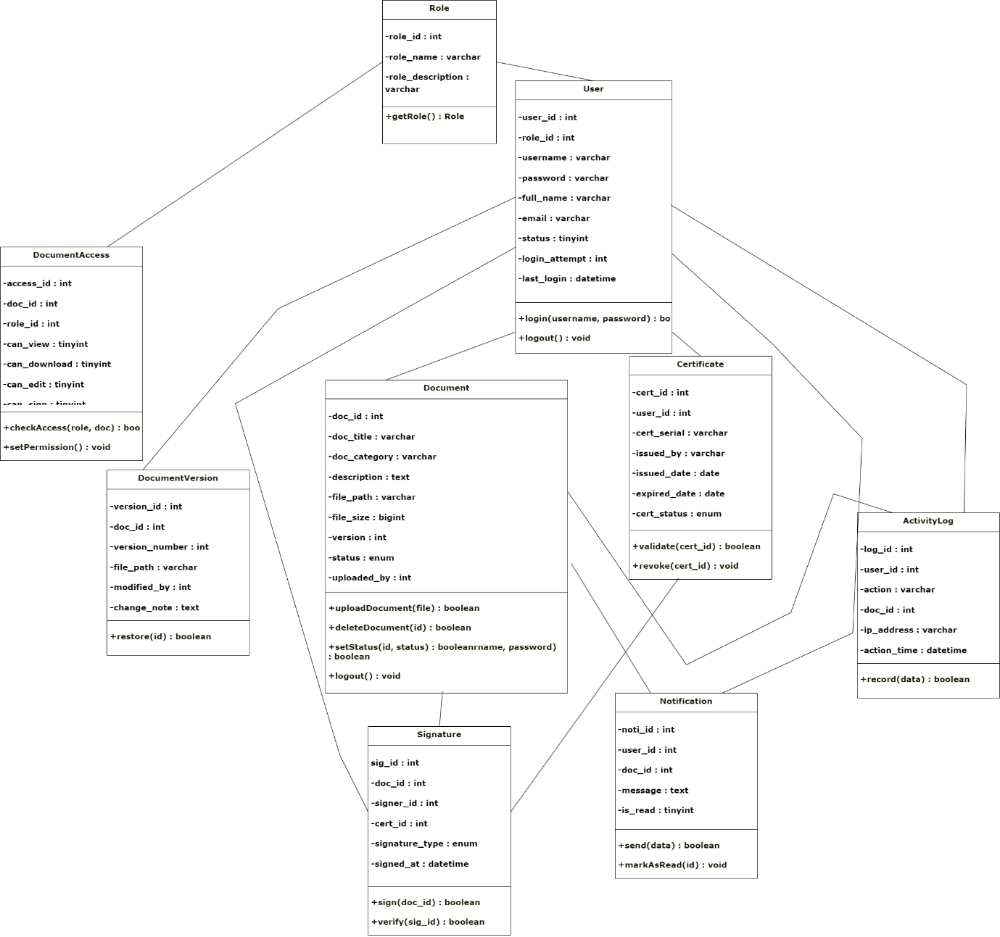 Role
-role_id : int
-role_name : varchar
-role_description :
varchar
+getRole() : Role
User
-user_id : int
-role_id : int
-username : varchar
-password : varchar
-full_name : varchar
-email : varchar
-status : tinyint
-login_attempt : int
-last_login : datetime
+login(username, password) : bo
+logout() : void
DocumentAccess
-access_id : int
-doc_id : int
-role_id : int
-can_view : tinyint
-can_download : tinyint
-can_edit : tinyint
-can_sign : tinyint
+checkAccess(role, doc) : boo
+setPermission() : void
Certificate
-cert_id : int
-user_id : int
-cert_serial : varchar
-issued_by : varchar
-issued_date : date
-expired_date : date
-cert_status : enum
+validate(cert_id) : boolean
+revoke(cert_id) : void
Document
-doc_id : int
-doc_title : varchar
-doc_category : varchar
-description : text
-file_path : varchar
-file_size : bigint
-version : int
-status : enum
-uploaded_by : int
+uploadDocument(file) : boolean
+deleteDocument(id) : boolean
+setStatus(id, status) : booleanrname, password)
: boolean
+logout() : void
DocumentVersion
-version_id : int
-doc_id : int
-version_number : int
-file_path : varchar
-modified_by : int
-change_note : text
+restore(id) : boolean
ActivityLog
-log_id : int
-user_id : int
-action : varchar
-doc_id : int
-ip_address : varchar
-action_time : datetime
+record(data) : boolean
Notification
-noti_id : int
-user_id : int
-doc_id : int
-message : text
-is_read : tinyint
+send(data) : boolean
+markAsRead(id) : void
Signature
sig_id : int
-doc_id : int
-signer_id : int
-cert_id : int
-signature_type : enum
-signed_at : datetime
+sign(doc_id) : boolean
+verify(sig_id) : boolean